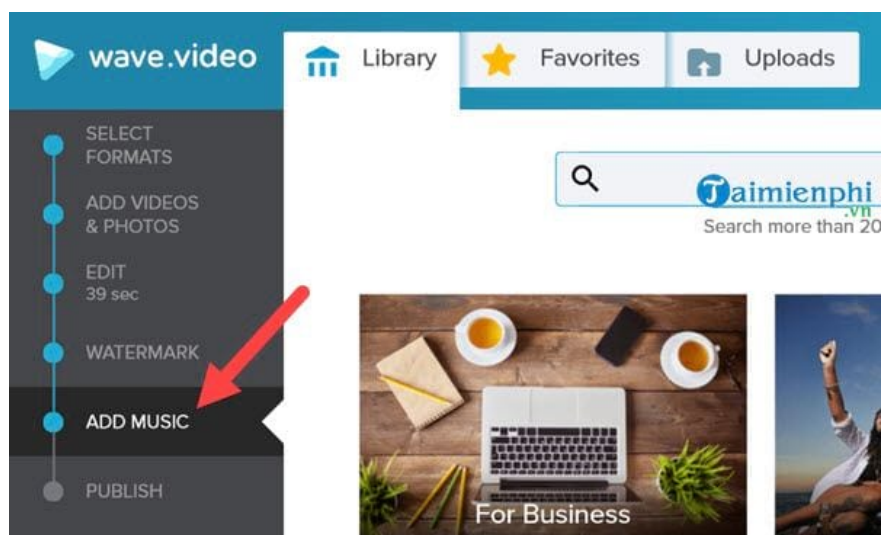 wave.video
Library
Favorites
Uploads
SELECT
FORMATS
ADD VIDEOS
& PHOTOS
EDIT
39 sec
WATERMARK
ADD MUSIC
PUBLISH
Taimienphi
.vn
Search more than 20
For Business